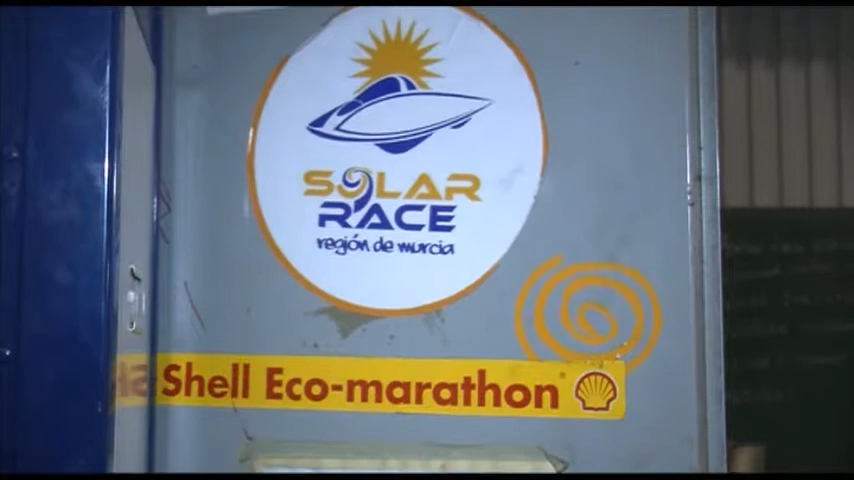 SOLAR
RACE
región de murcia
Shell Eco-marathon